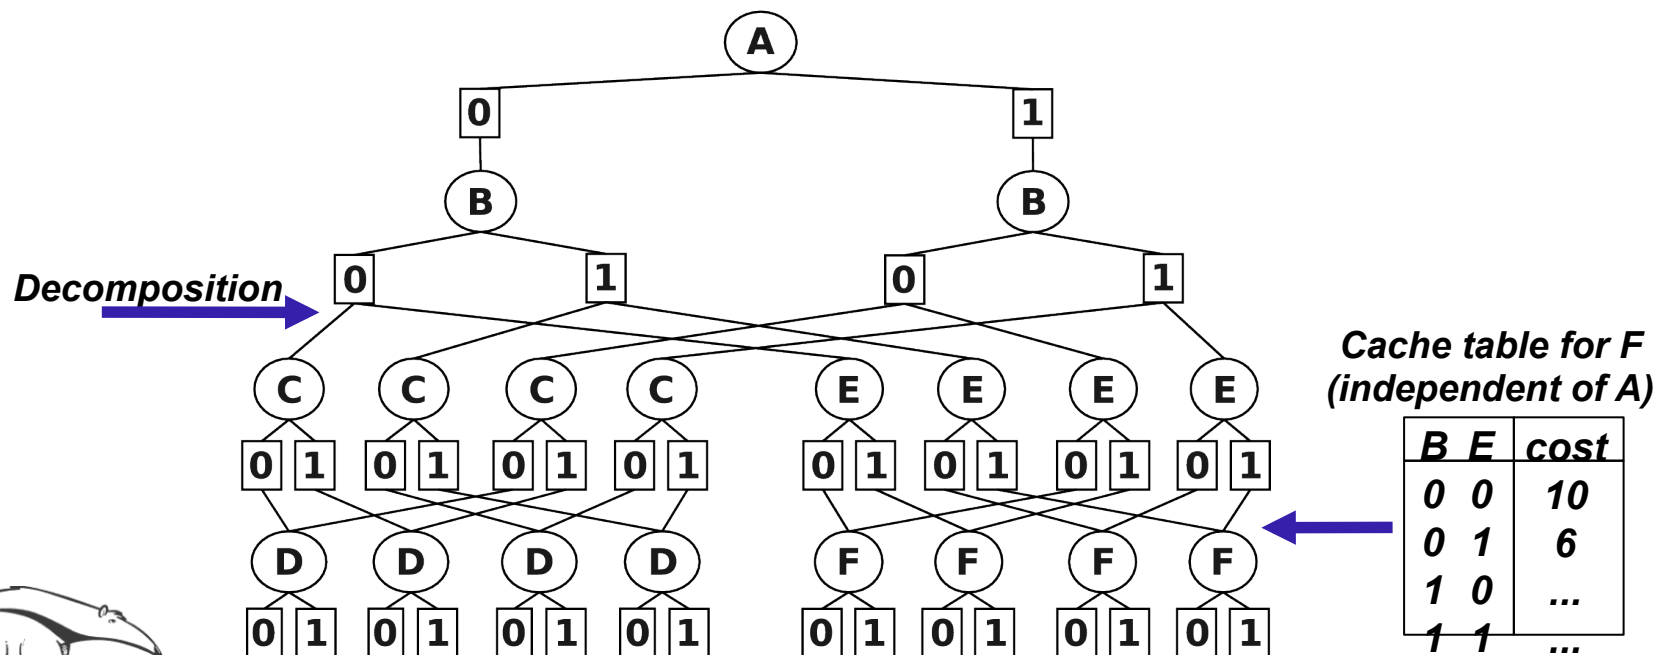 A
0 1
B B
0 1 0 1
Decomposition
C C C C E E E E
0 1 0 1 0 1 0 1 0 1 0 1 0 1 0 1
D D D D F F F F
0 1 0 1 0 1 0 1 0 1 0 1 0 1 0 1
Cache table for F
(independent of A)
B E cost
0 0 10
0 1 6
1 0 ...
1 1 ...